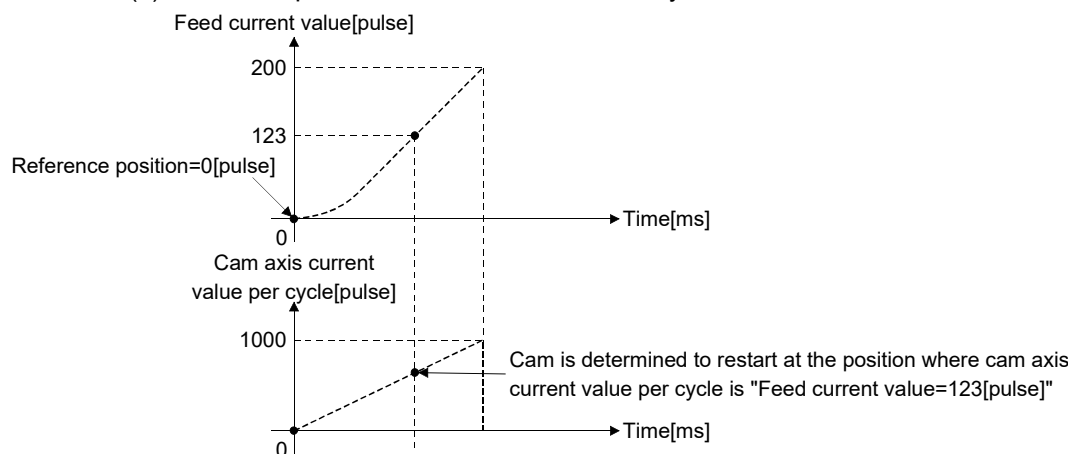 Feed current value[pulse]
200
123
Reference position=0[pulse]
Time[ms]
0
Cam axis current
value per cycle[pulse]
1000
Cam is determined to restart at the position where cam axis
current value per cycle is "Feed current value=123[pulse]"
Time[ms]
0